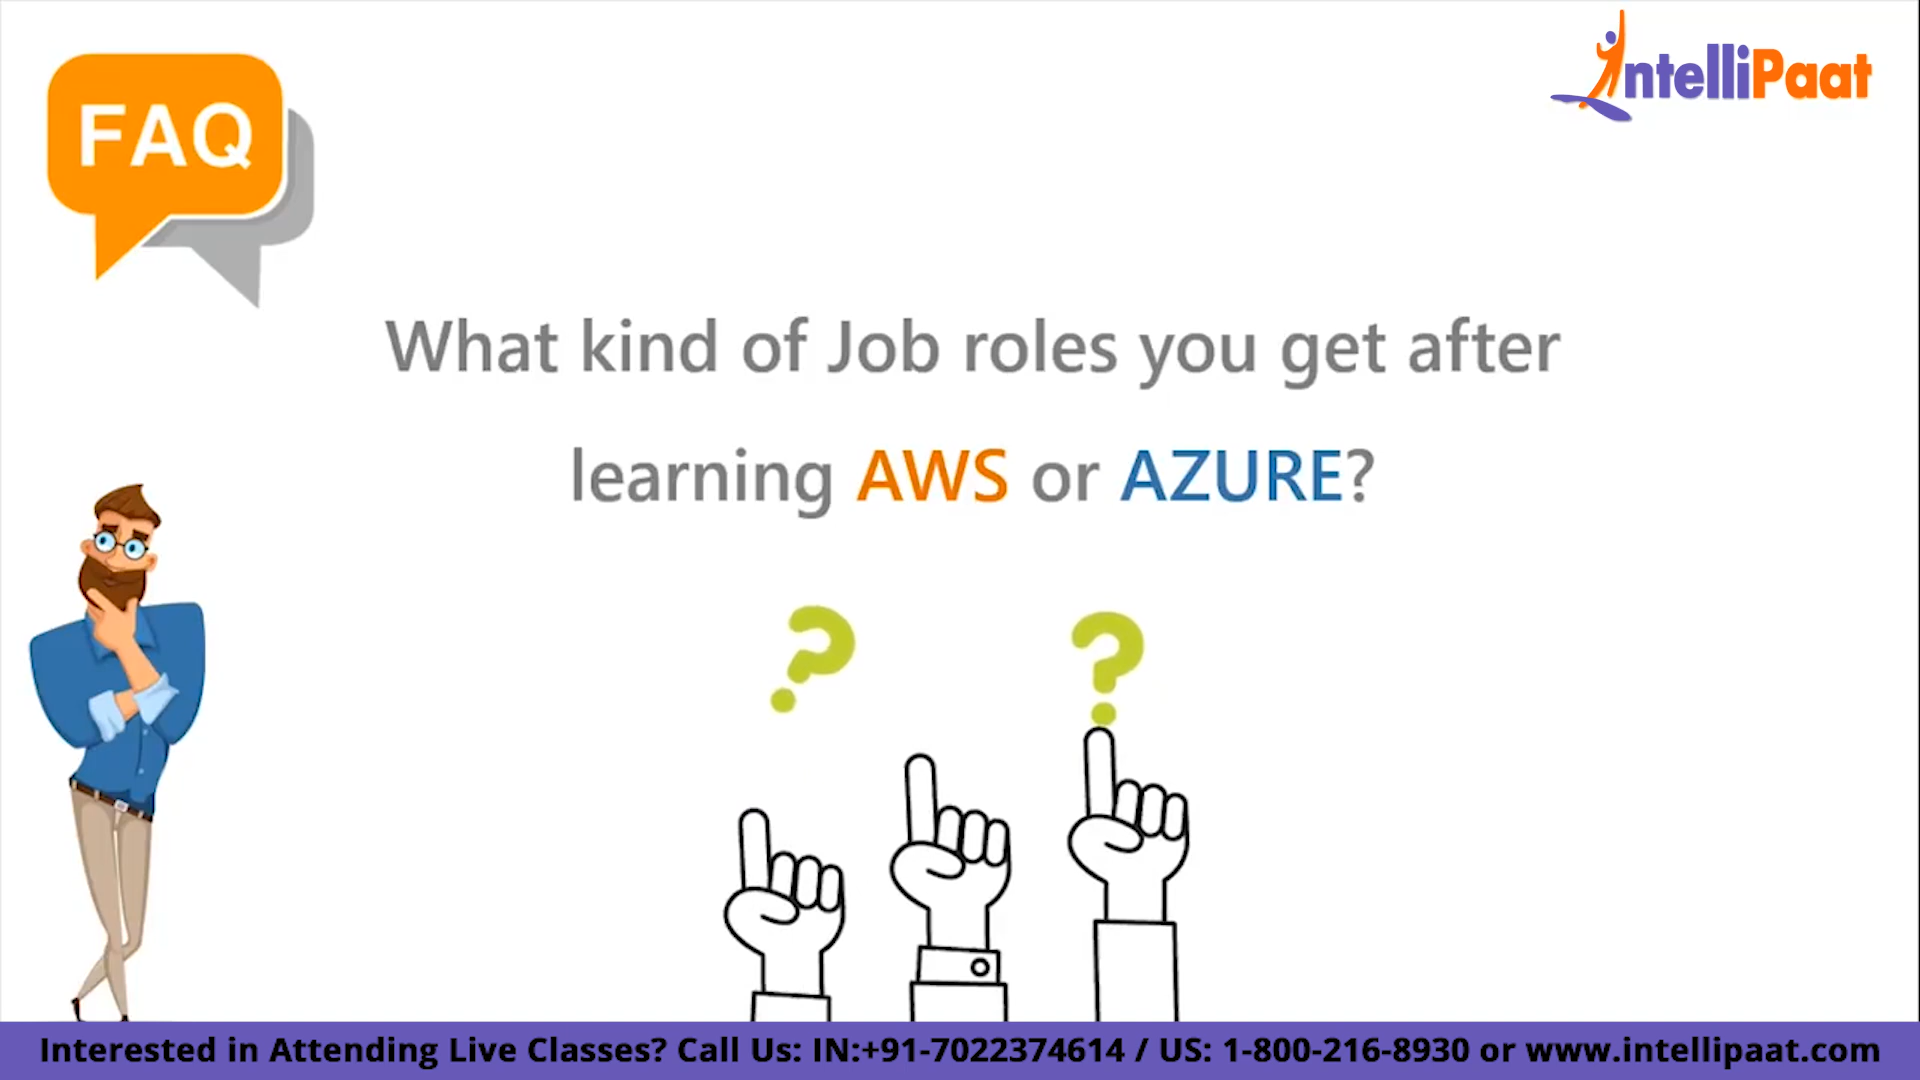 FAQ
IntelliPaat
What kind of Job roles you get after
learning AWS or AZURE?
Interested in Attending Live Classes? Call Us: IN:+91-7022374614 / US: 1-800-216-8930 or www.intellipaat.com